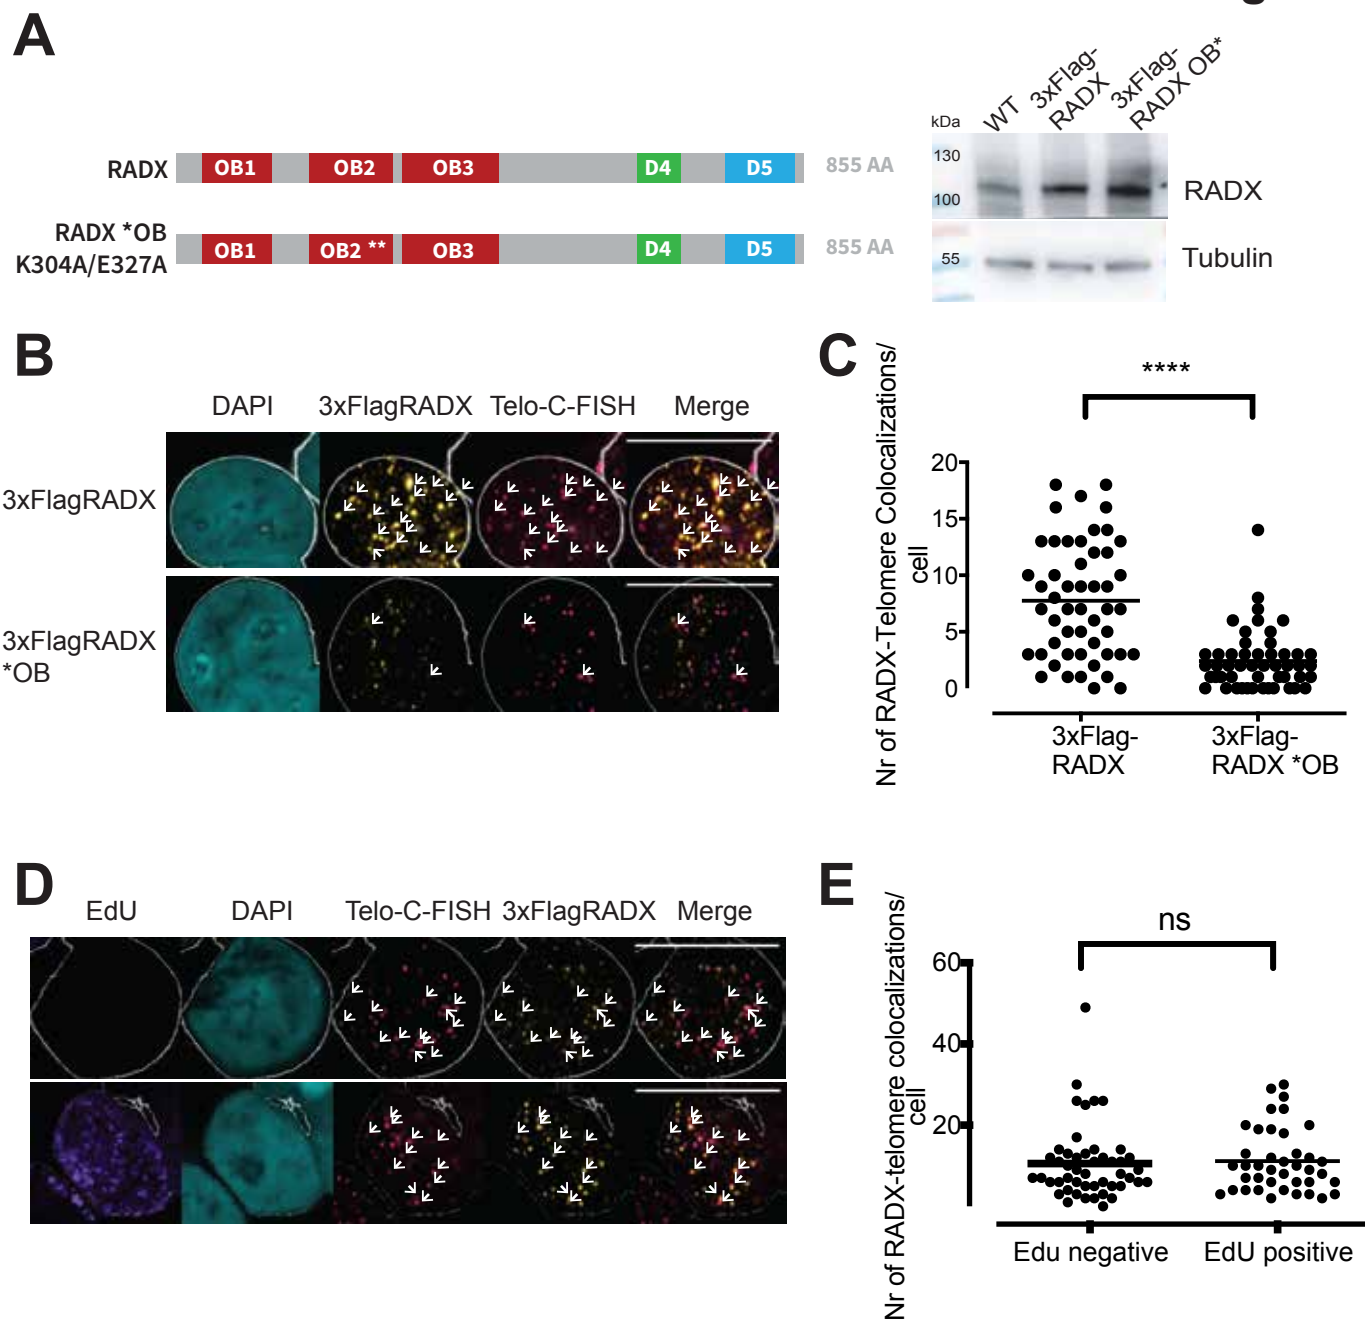 g
A
RADX
OB1 OB2 OB3 D4 D5
855 AA
RADX *OB
K304A/E327A
OB1 OB2 ** OB3 D4 D5
855 AA
kDa
WT
3xFlag-
RADX
3xFlag-
RADX OB*
130
100
RADX
55
Tubulin
B
DAPI 3xFlagRADX Telo-C-FISH Merge
3xFlagRADX
3xFlagRADX
*OB
C
****
Nr of RADX-Telomere Colocalizations/
cell
20
15
10
5
0
3xFlag-
RADX
3xFlag-
RADX *OB
D
EdU DAPI Telo-C-FISH 3xFlagRADX Merge
E
ns
Nr of RADX-telomere colocalizations/
cell
60
40
20
Edu negative EdU positive